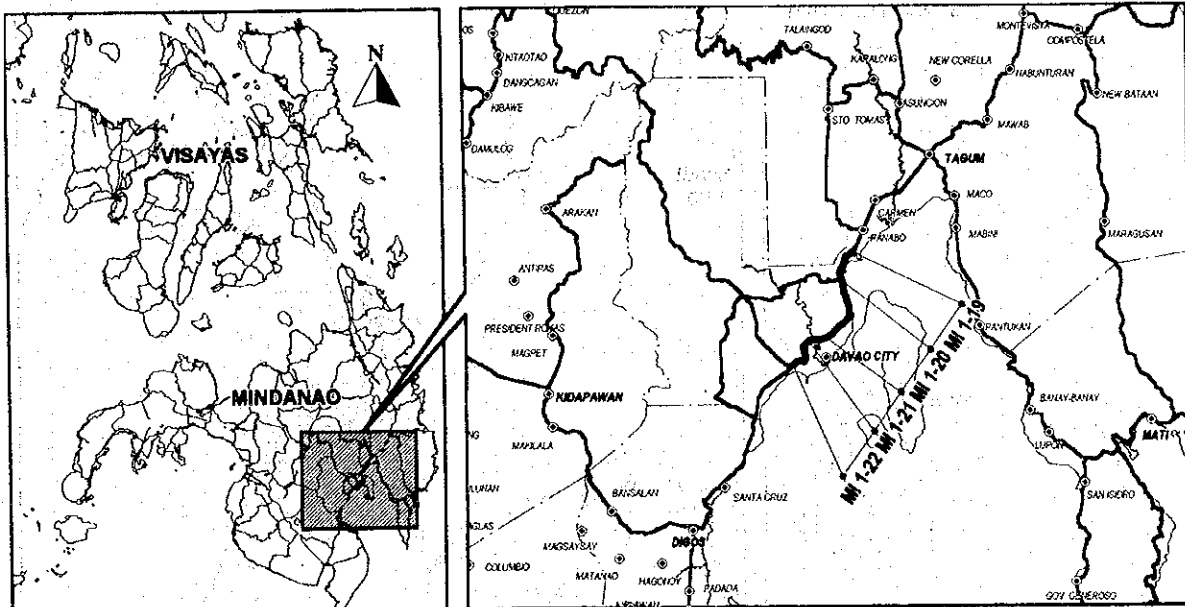 N
VISAYAS
MINDANAO
KITAOTAO
DANGCAGAN
KIBAWE
DAMULOG
ARAKAN
ANTIPAS
PRESIDENT ROXAS
MAGPET
KIDAPAWAN
MAKILALA
BANSALAN
MAGSAYSAY
COLUMBIO
MATANAO
HAGONOY
PADADA
DIGOS
SANTA CRUZ
DAVAO CITY
TALAINGOD
KAPALONG
NEW CORELLA
ASUNCION
STO TOMAS
MONTEVISTA
COMPOSTELA
NABUNTURAN
NEW BATAAN
MAWAB
TAGUM
MACO
CARMEN
MABINI
PANABO
MARAGUSAN
PANTUKAN
MI 1-19
MI 1-20
MI 1-21
MI 1-22
BANAY-BANAY
LUPON
MATI
SAN ISIDRO
GOV GENEROSO